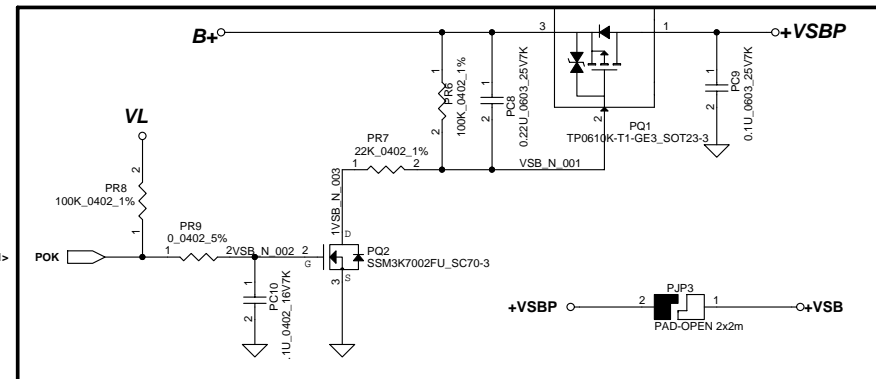 B+
3
1
+VSBP
1
PR6
100K_0402_1%
2
1
PC8
0.22U_0603_25V7K
2
2
PQ1
TP0610K-T1-GE3_SOT23-3
1
PC9
0.1U_0603_25V7K
2
VL
PR7
22K_0402_1%
1
2
VSB_N_001
2
PR8
100K_0402_1%
1
1VSB_N_003
PR9
0_0402_5%
POK
1
2VSB_N_002
2
G
D
S
3
PQ2
SSM3K7002FU_SC70-3
1
PC10
.1U_0402_16V7K
2
PJP3
+VSBP
2
1
+VSB
PAD-OPEN 2x2m